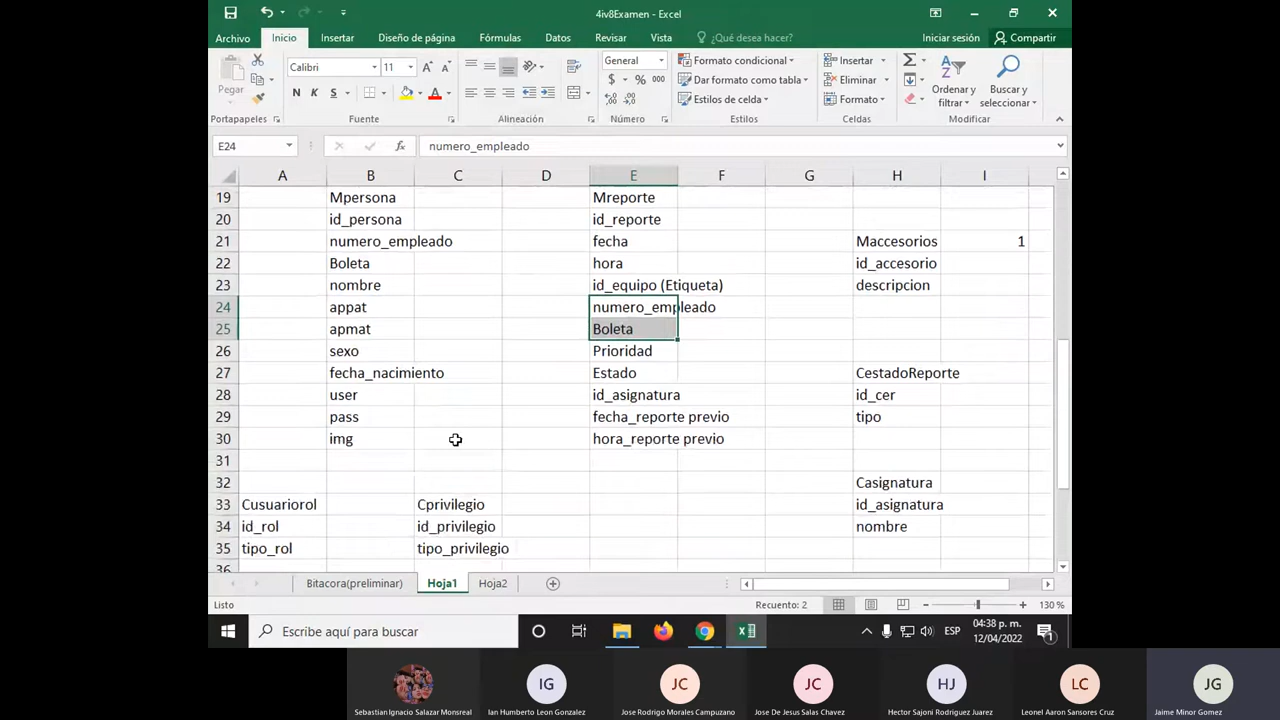 4iv8Examen - Excel
Archivo Inicio Insertar Diseño de página Fórmulas Datos Revisar Vista ¿Qué desea hacer? Iniciar sesión Compartir
Pegar
Calibri 11
N K S
General
$ % 000
Formato condicional
Dar formato como tabla
Estilos de celda
Insertar
Eliminar
Formato
Ordenar y filtrar
Buscar y seleccionar
Portapapeles Fuente Alineación Número Estilos Celdas Modificar
E24 fx numero_empleado
A B C D E F G H I
19 Mpersona Mreporte
20 id_persona id_reporte
21 numero_empleado fecha Maccesorios 1
22 Boleta hora id_accesorio
23 nombre id_equipo (Etiqueta) descripcion
24 appat numero_empleado
25 apmat Boleta
26 sexo Prioridad
27 fecha_nacimiento Estado CestadoReporte
28 user id_asignatura id_cer
29 pass fecha_reporte previo tipo
30 img hora_reporte previo
31
32 Casignatura
33 Cusuariorol Cprivilegio id_asignatura
34 id_rol id_privilegio nombre
35 tipo_rol tipo_privilegio
36
Bitacora(preliminar) Hoja1 Hoja2
Listo Recuento: 2 130 %
Escribe aquí para buscar
ESP
04:38 p. m.
12/04/2022
1
IG JC JC HJ LC JG
Sebastian Ignacio Salazar Monsreal
Ian Humberto Leon Gonzalez
Jose Rodrigo Morales Campuzano
Jose De Jesus Salas Chavez
Hector Sajoni Rodriguez Juarez
Leonel Aaron Sansores Cruz
Jaime Minor Gomez